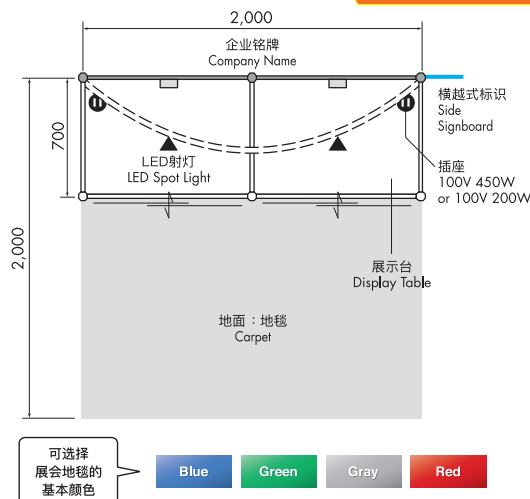 2,000
企业铭牌
Company Name
横越式标识
Side
Signboard
700
LED射灯
LED Spot Light
插座
100V 450W
or 100V 200W
2,000
展示台
Display Table
地面：地毯
Carpet
可选择
展会地毯的
基本颜色
Blue
Green
Gray
Red